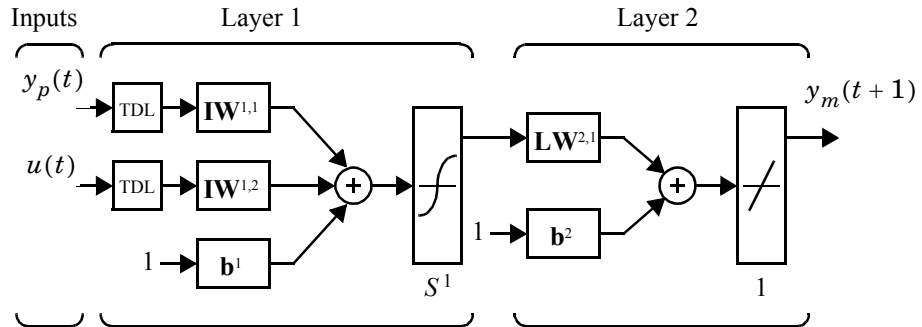 Inputs Layer 1 Layer 2
y_p(t) TDL IW^{1,1} y_m(t+1)
LW^{2,1}
u(t) TDL IW^{1,2} + +
1 b^1 1 b^2
S^1 1